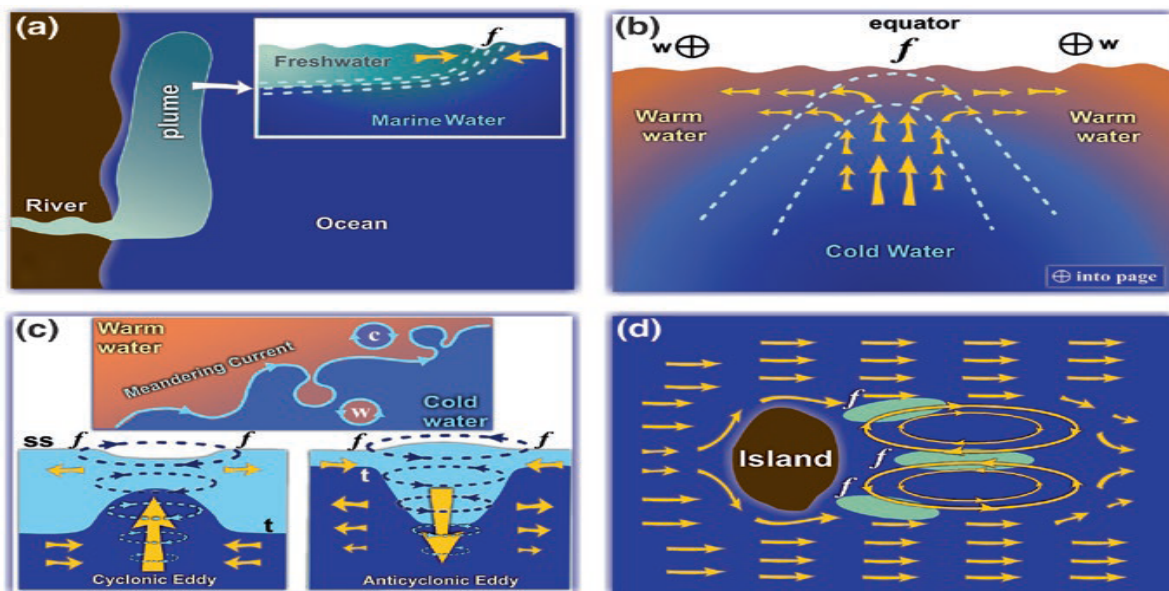 (a)
f
Freshwater
plume
Marine Water
River
Ocean
(b)
equator
w ⊕ f ⊕ w
Warm
water
Warm
water
Cold Water
⊕ into page
(c)
Warm
water
c
Meandering Current
w
Cold
water
ss f f
t
Cyclonic Eddy
f f
t
Anticyclonic Eddy
(d)
f
Island
f
f